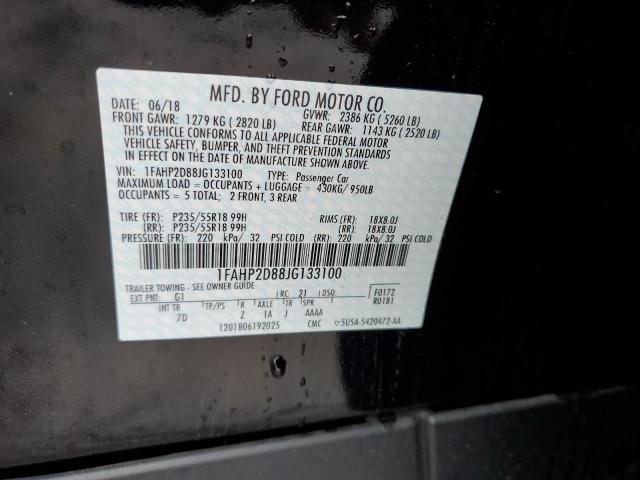 MFD. BY FORD MOTOR CO.
DATE: 06/18 GVWR: 2386 KG ( 5260 LB)
FRONT GAWR: 1279 KG ( 2820 LB) REAR GAWR: 1143 KG ( 2520 LB)
THIS VEHICLE CONFORMS TO ALL APPLICABLE FEDERAL MOTOR
VEHICLE SAFETY, BUMPER, AND THEFT PREVENTION STANDARDS
IN EFFECT ON THE DATE OF MANUFACTURE SHOWN ABOVE.
VIN: 1FAHP2D88JG133100 TYPE: Passenger Car
MAXIMUM LOAD = OCCUPANTS + LUGGAGE = 430KG/ 950LB
OCCUPANTS = 5 TOTAL; 2 FRONT, 3 REAR
TIRE (FR): P235/55R18 99H RIMS (FR): 18X8.0J
(RR): P235/55R18 99H (RR): 18X8.0J
PRESSURE (FR): 220 kPa/ 32 PSI COLD (RR): 220 kPa/ 32 PSI COLD
1FAHP2D88JG133100
TRAILER TOWING - SEE OWNER GUIDE
EXT PNT: G1 RC: 21 DSO: F0172
INT TR TP/PS R AXLE TR SPR R0181
7D 2 1A J AAAA
1201806192025 CMC 5U5A-5420472-AA